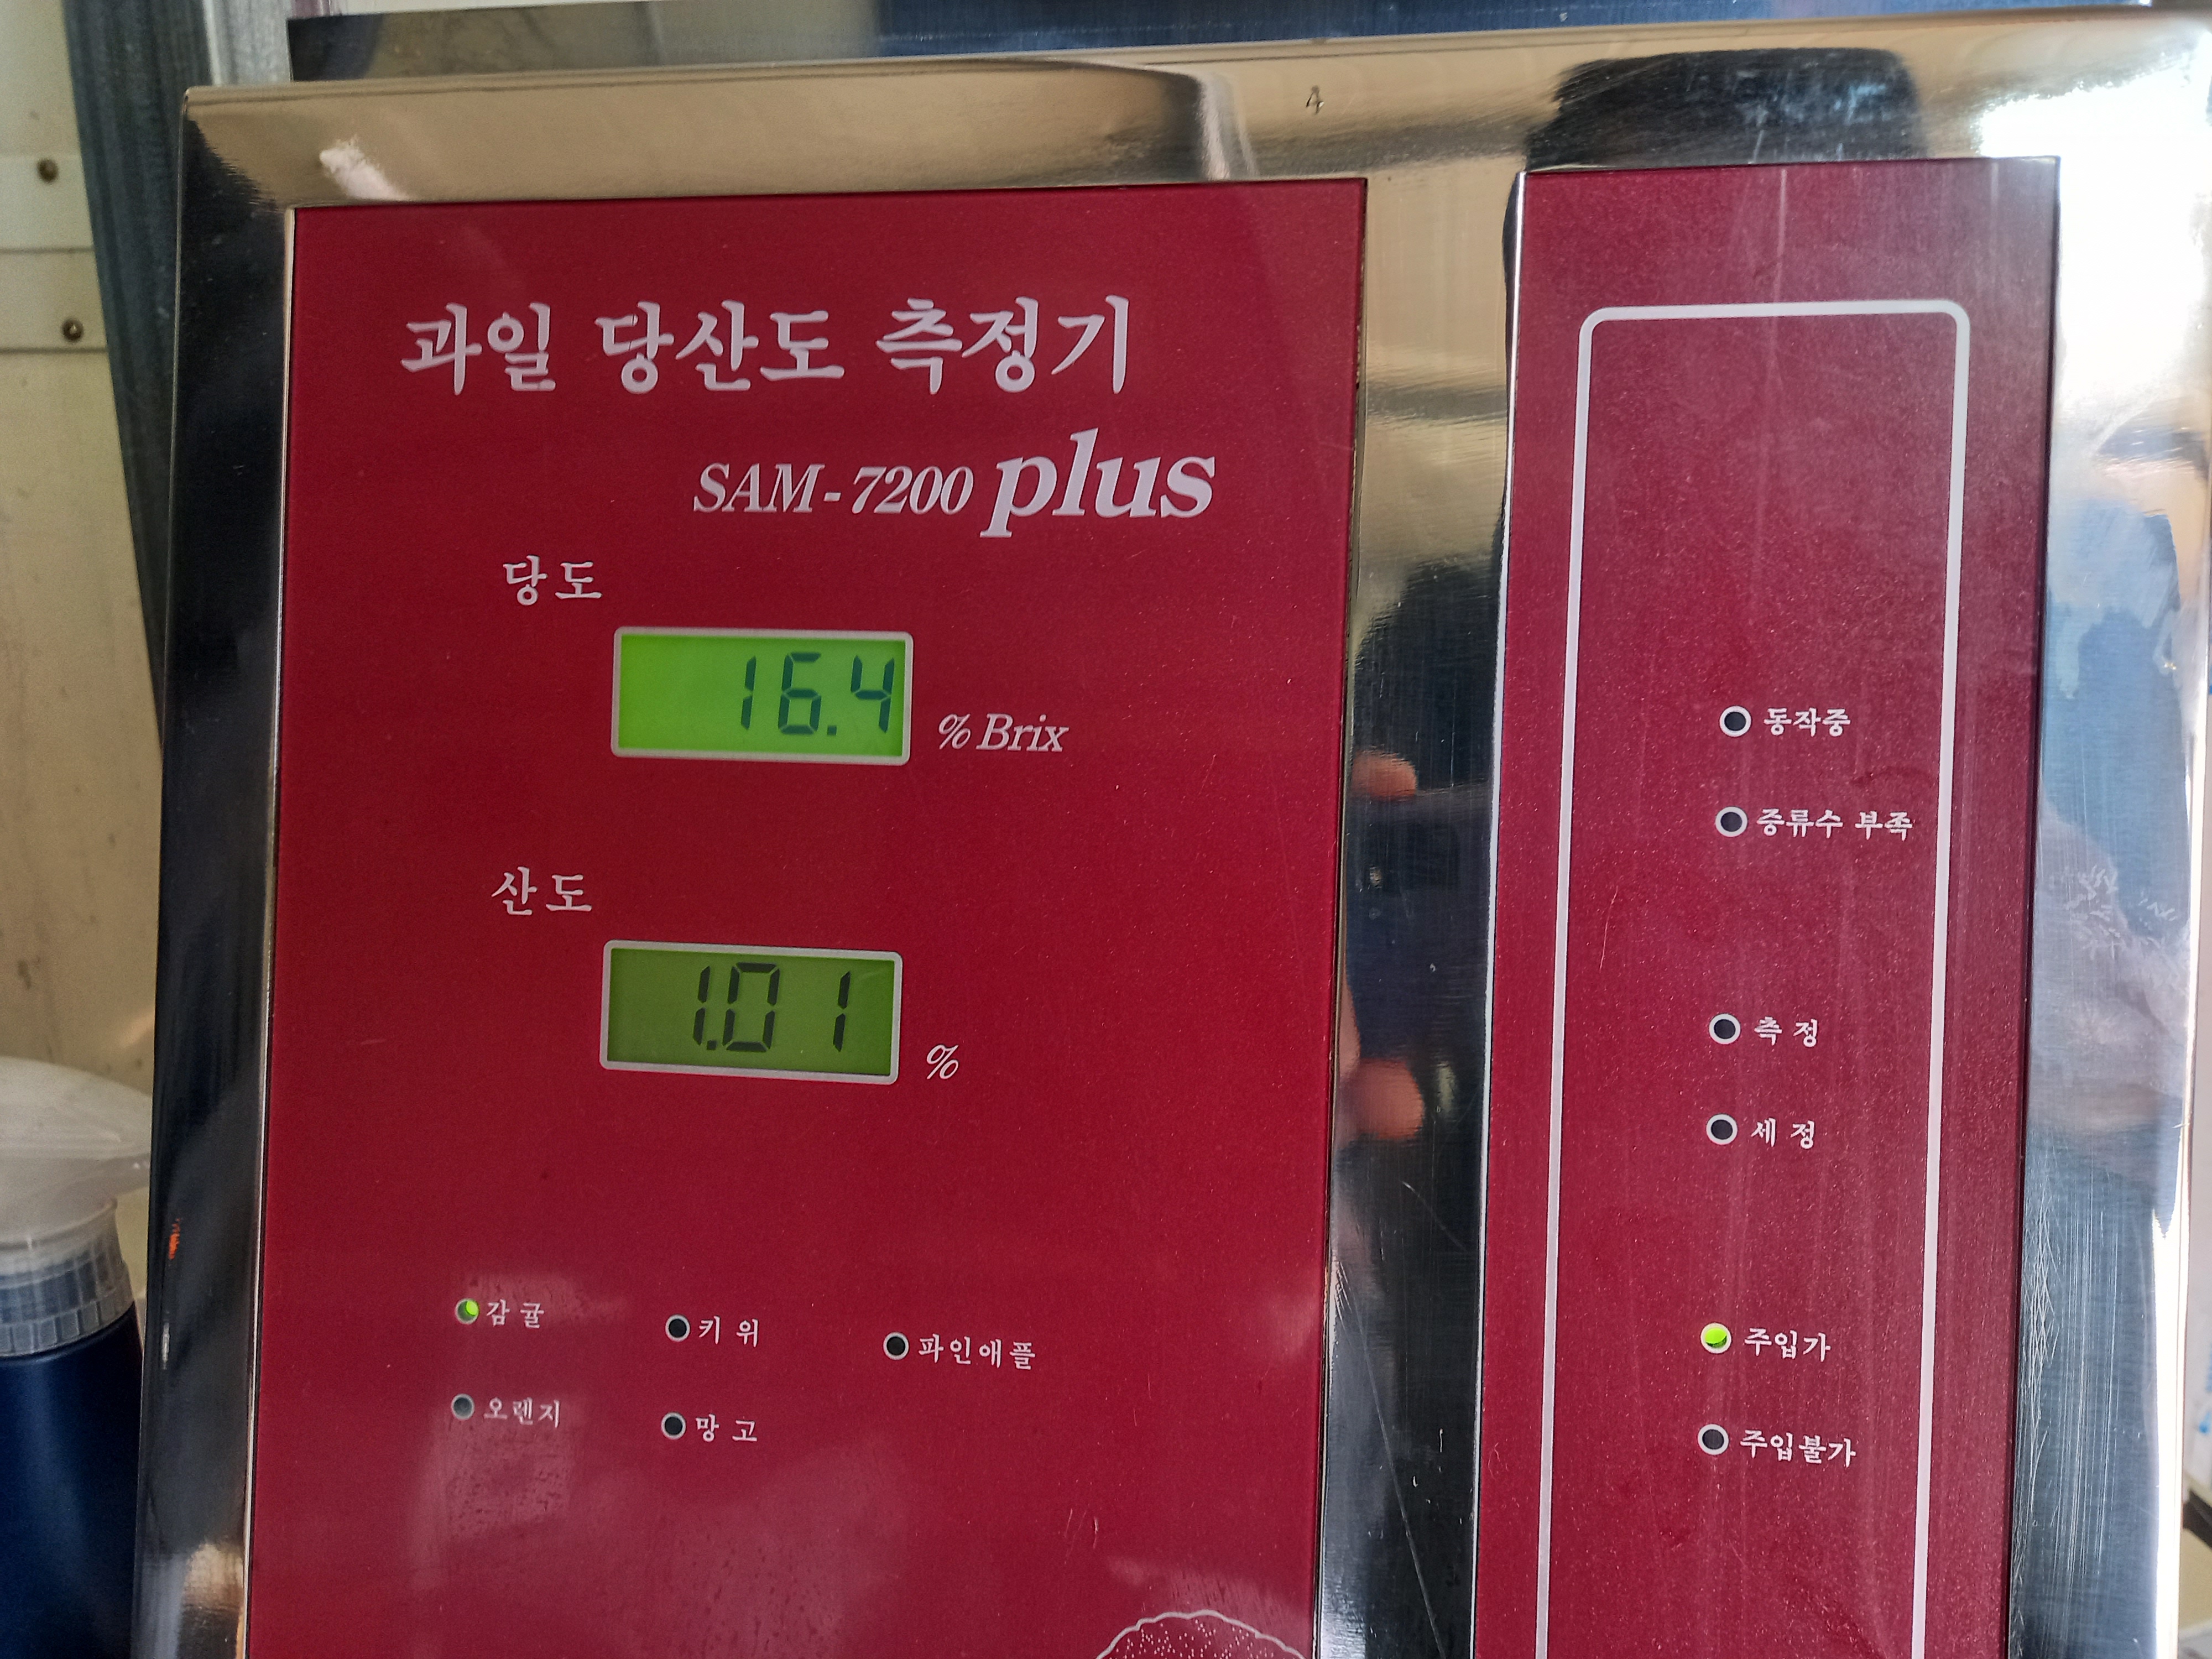 4
과일 당산도 측정기
SAM-7200 plus
당도
16.4
% Brix
산도
1.01
%
감귤
키위
파인애플
오렌지
망고
동작중
증류수 부족
측정
세정
주입가
주입불가